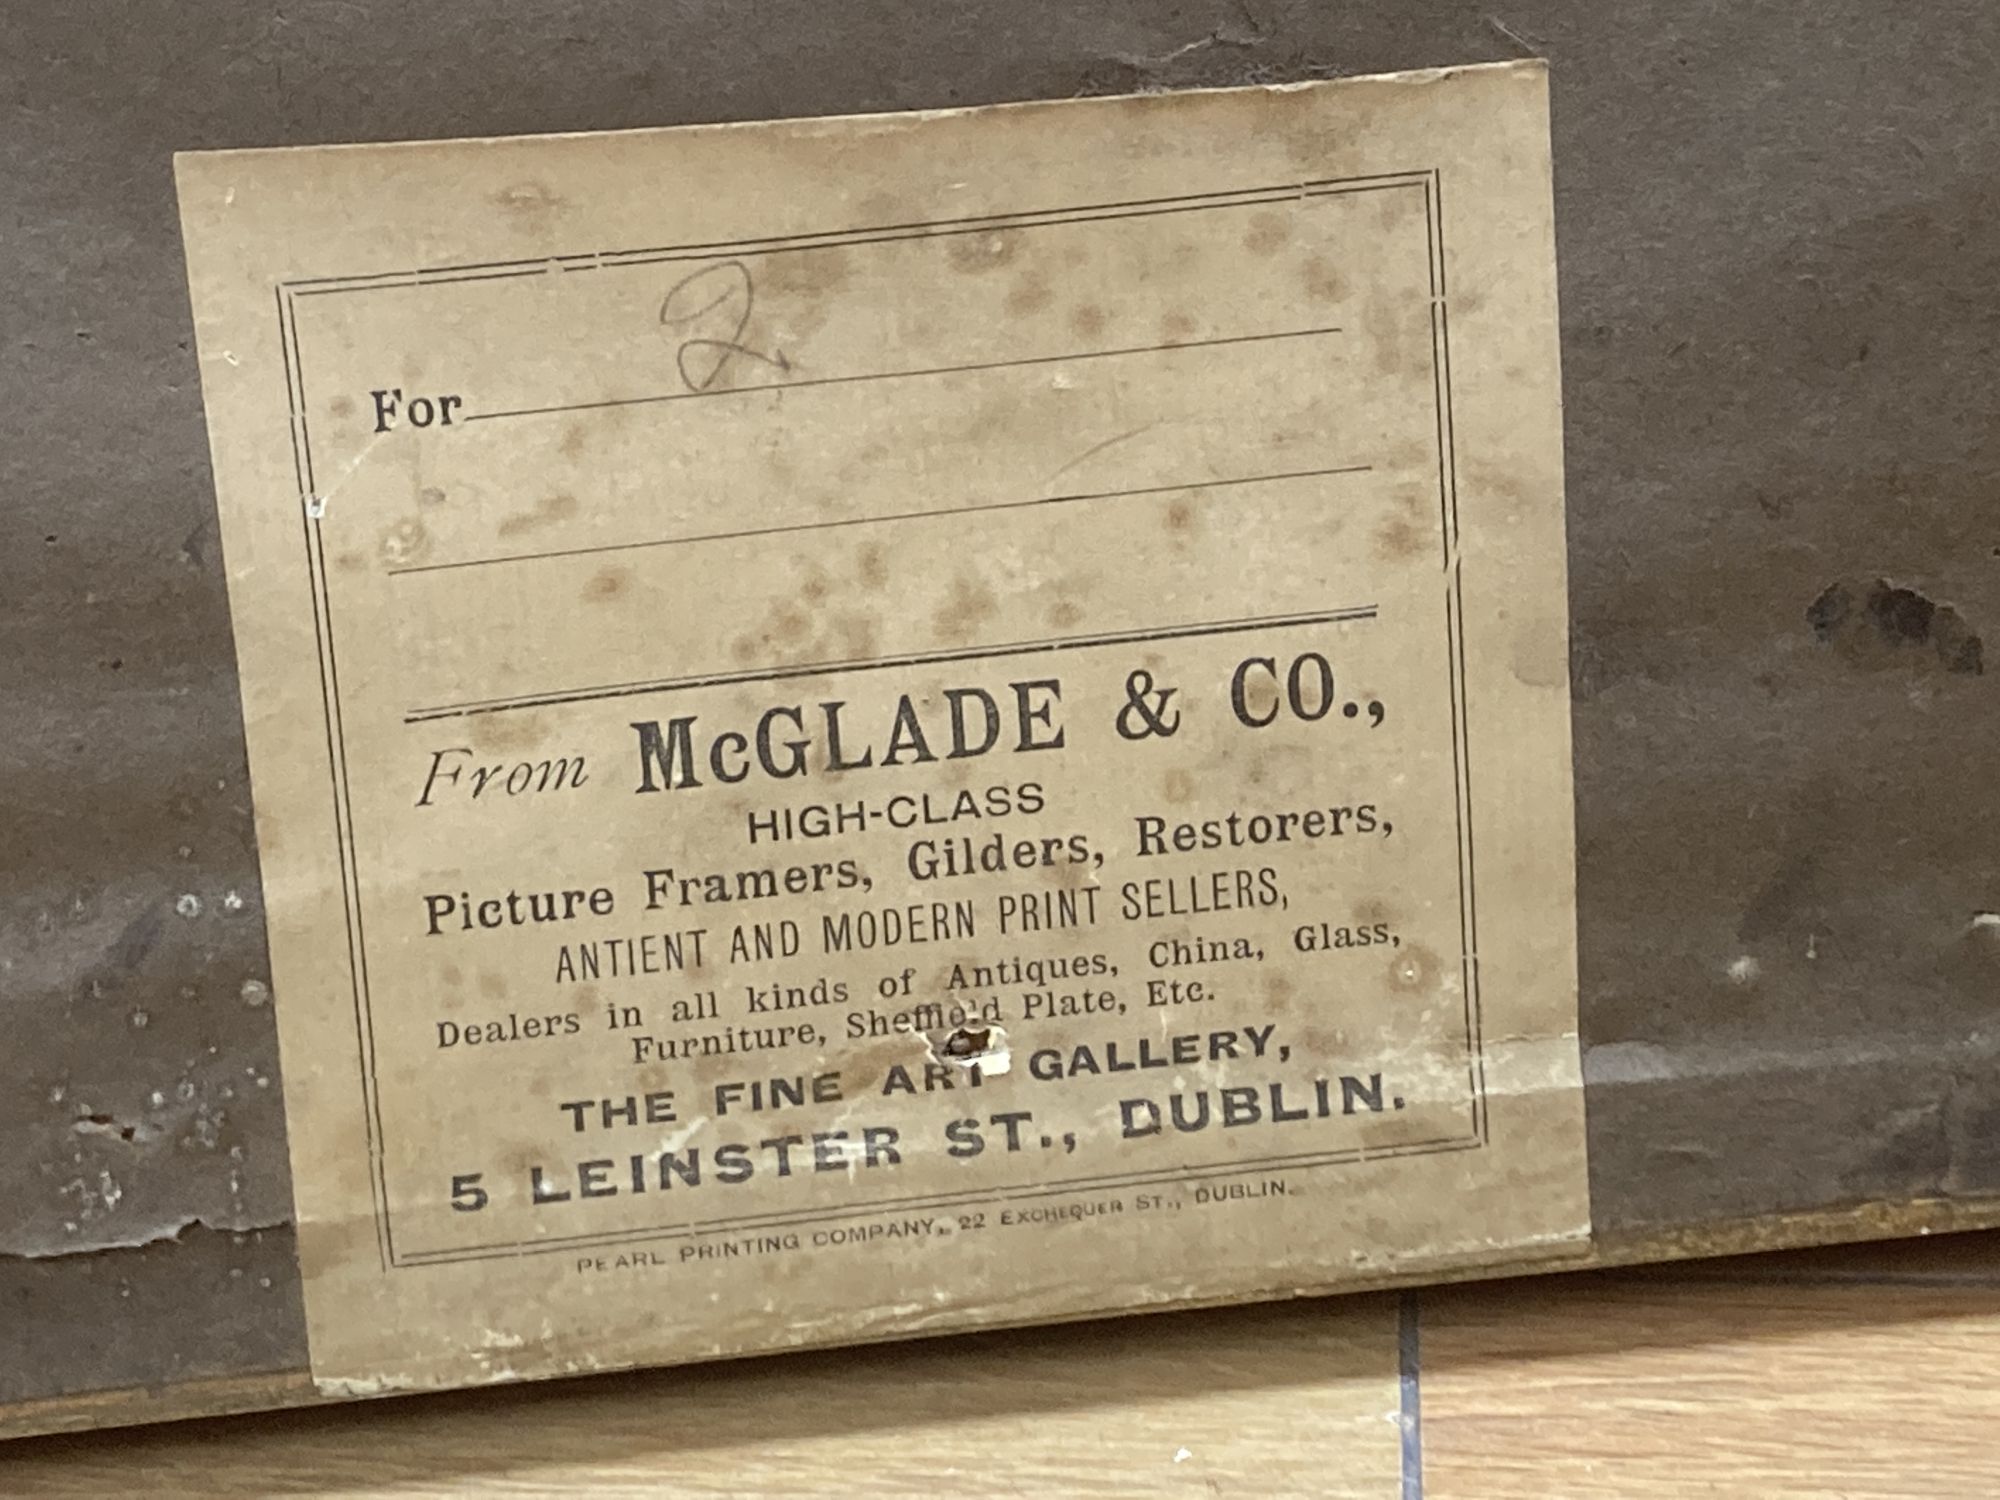 2
For
From McGLADE & CO.,
HIGH-CLASS
Picture Framers, Gilders, Restorers,
ANTIENT AND MODERN PRINT SELLERS,
Dealers in all kinds of Antiques, China, Glass,
Furniture, Sheffield Plate, Etc.
THE FINE ART GALLERY,
5 LEINSTER ST., DUBLIN.
PEARL PRINTING COMPANY, 22 EXCHEQUER ST., DUBLIN.